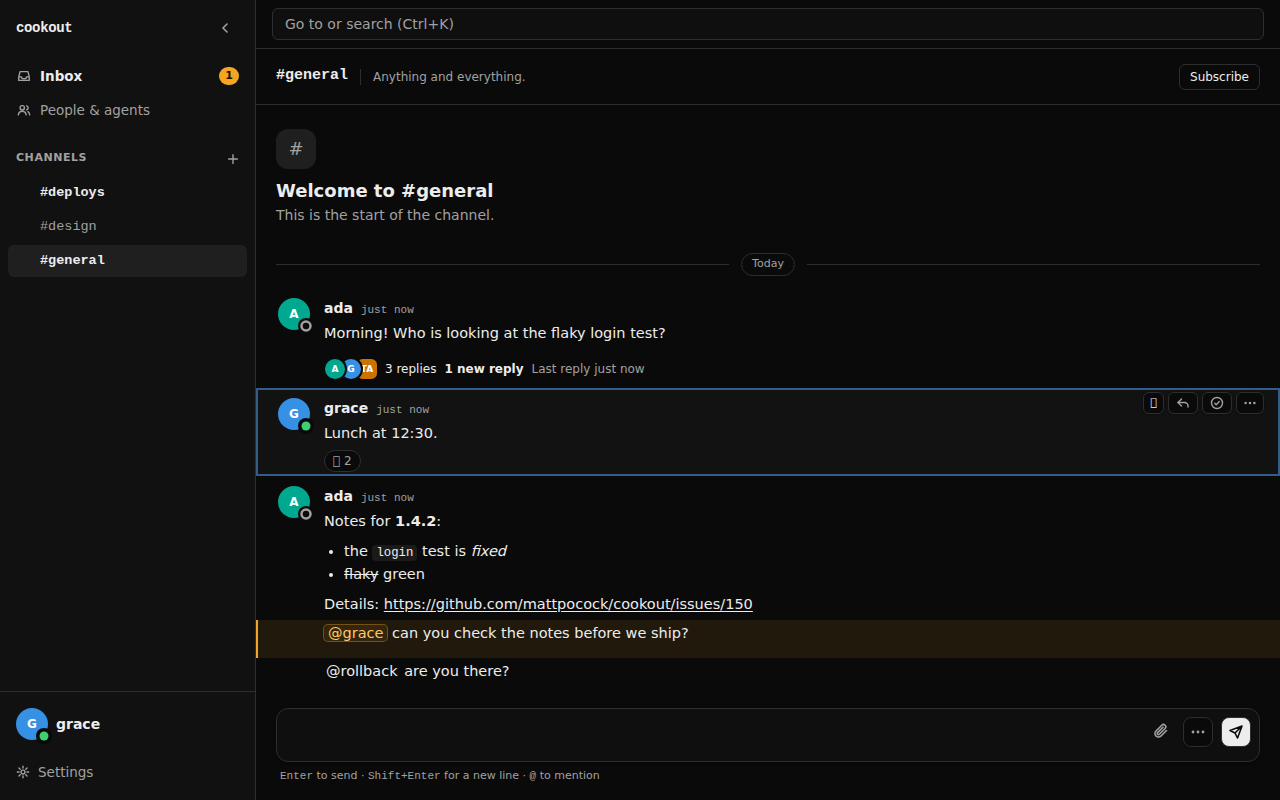 cookout
Go to or search (Ctrl+K)
Inbox 1
People & agents
CHANNELS
#deploys
#design
#general
#general Anything and everything. Subscribe
#
Welcome to #general
This is the start of the channel.
Today
A ada just now
Morning! Who is looking at the flaky login test?
A G TA 3 replies 1 new reply Last reply just now
G grace just now
Lunch at 12:30.
2
A ada just now
Notes for 1.4.2:
• the login test is fixed
• flaky green
Details: https://github.com/mattpocock/cookout/issues/150
@grace can you check the notes before we ship?
@rollback are you there?
G grace
Settings
Enter to send · Shift+Enter for a new line · @ to mention